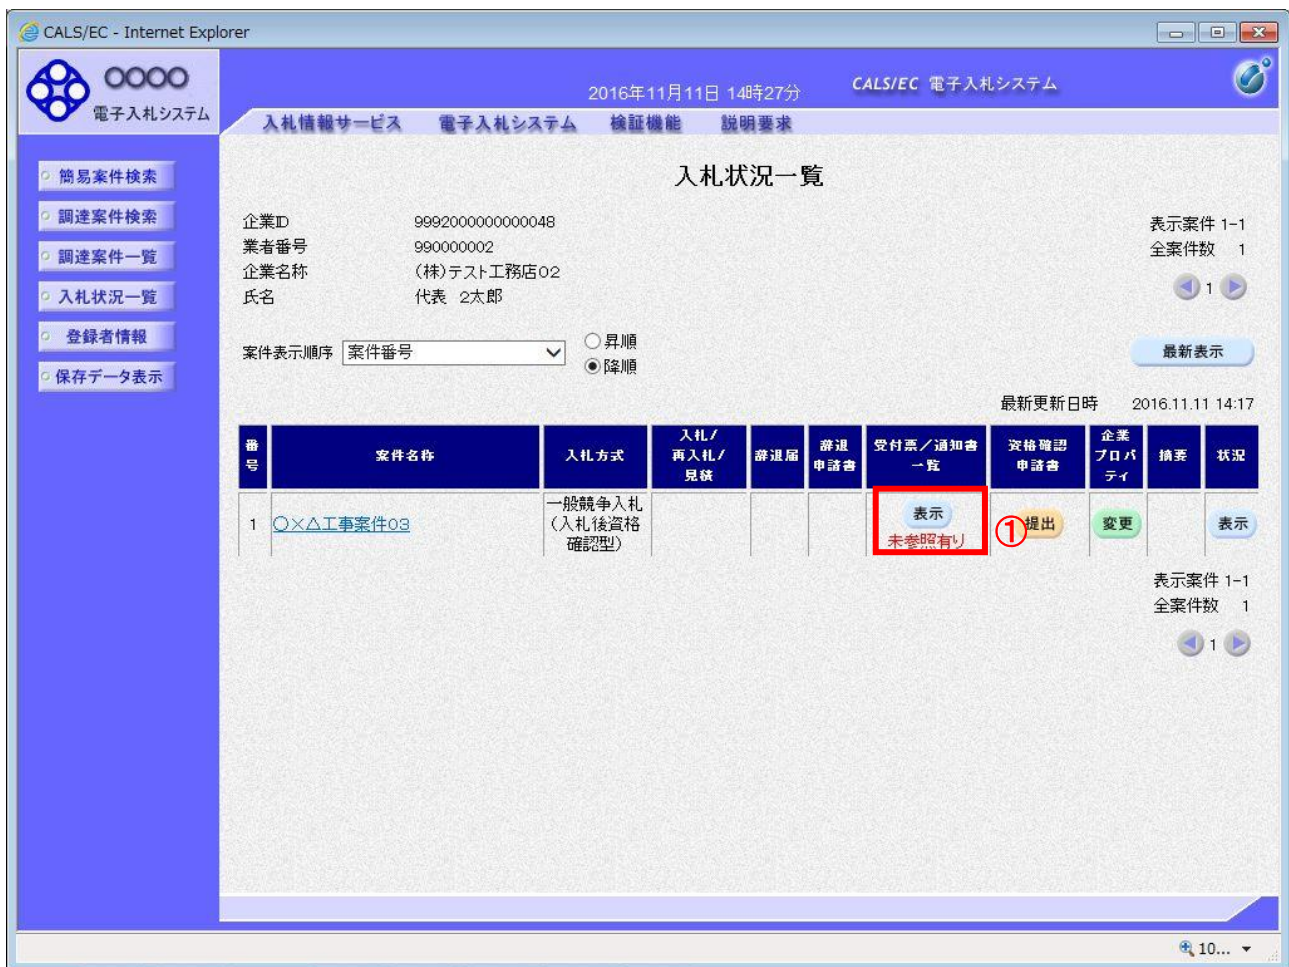 CALS/EC - Internet Explorer
○○○○
電子入札システム
2016年11月11日 14時27分
CALS/EC 電子入札システム
入札情報サービス 電子入札システム 検証機能 説明要求
簡易案件検索
調達案件検索
調達案件一覧
入札状況一覧
登録者情報
保存データ表示
入札状況一覧
企業ID 9992000000000048
業者番号 990000002
企業名称 (株)テスト工務店02
氏名 代表 2太郎
表示案件 1-1
全案件数 1
1
案件表示順序 案件番号
○昇順
●降順
最新表示
最新更新日時 2016.11.11 14:17
番号 案件名称 入札方式 入札/再入札/見積 辞退届 辞退申請書 受付票/通知書一覧 資格確認申請書 企業プロパティ 摘要 状況
1 ○×△工事案件03 一般競争入札(入札後資格確認型) 表示 未参照有り ① 提出 変更 表示
表示案件 1-1
全案件数 1
1
10...